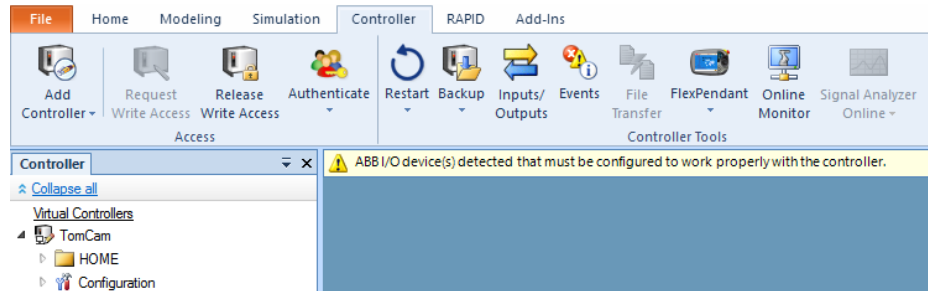 File Home Modeling Simulation Controller RAPID Add-Ins
Add Controller
Request Write Access
Release Write Access
Authenticate
Restart
Backup
Inputs/ Outputs
Events
File Transfer
FlexPendant
Online Monitor
Signal Analyzer Online
Access
Controller Tools
Controller
ABB I/O device(s) detected that must be configured to work properly with the controller.
Collapse all
Virtual Controllers
TomCam
HOME
Configuration